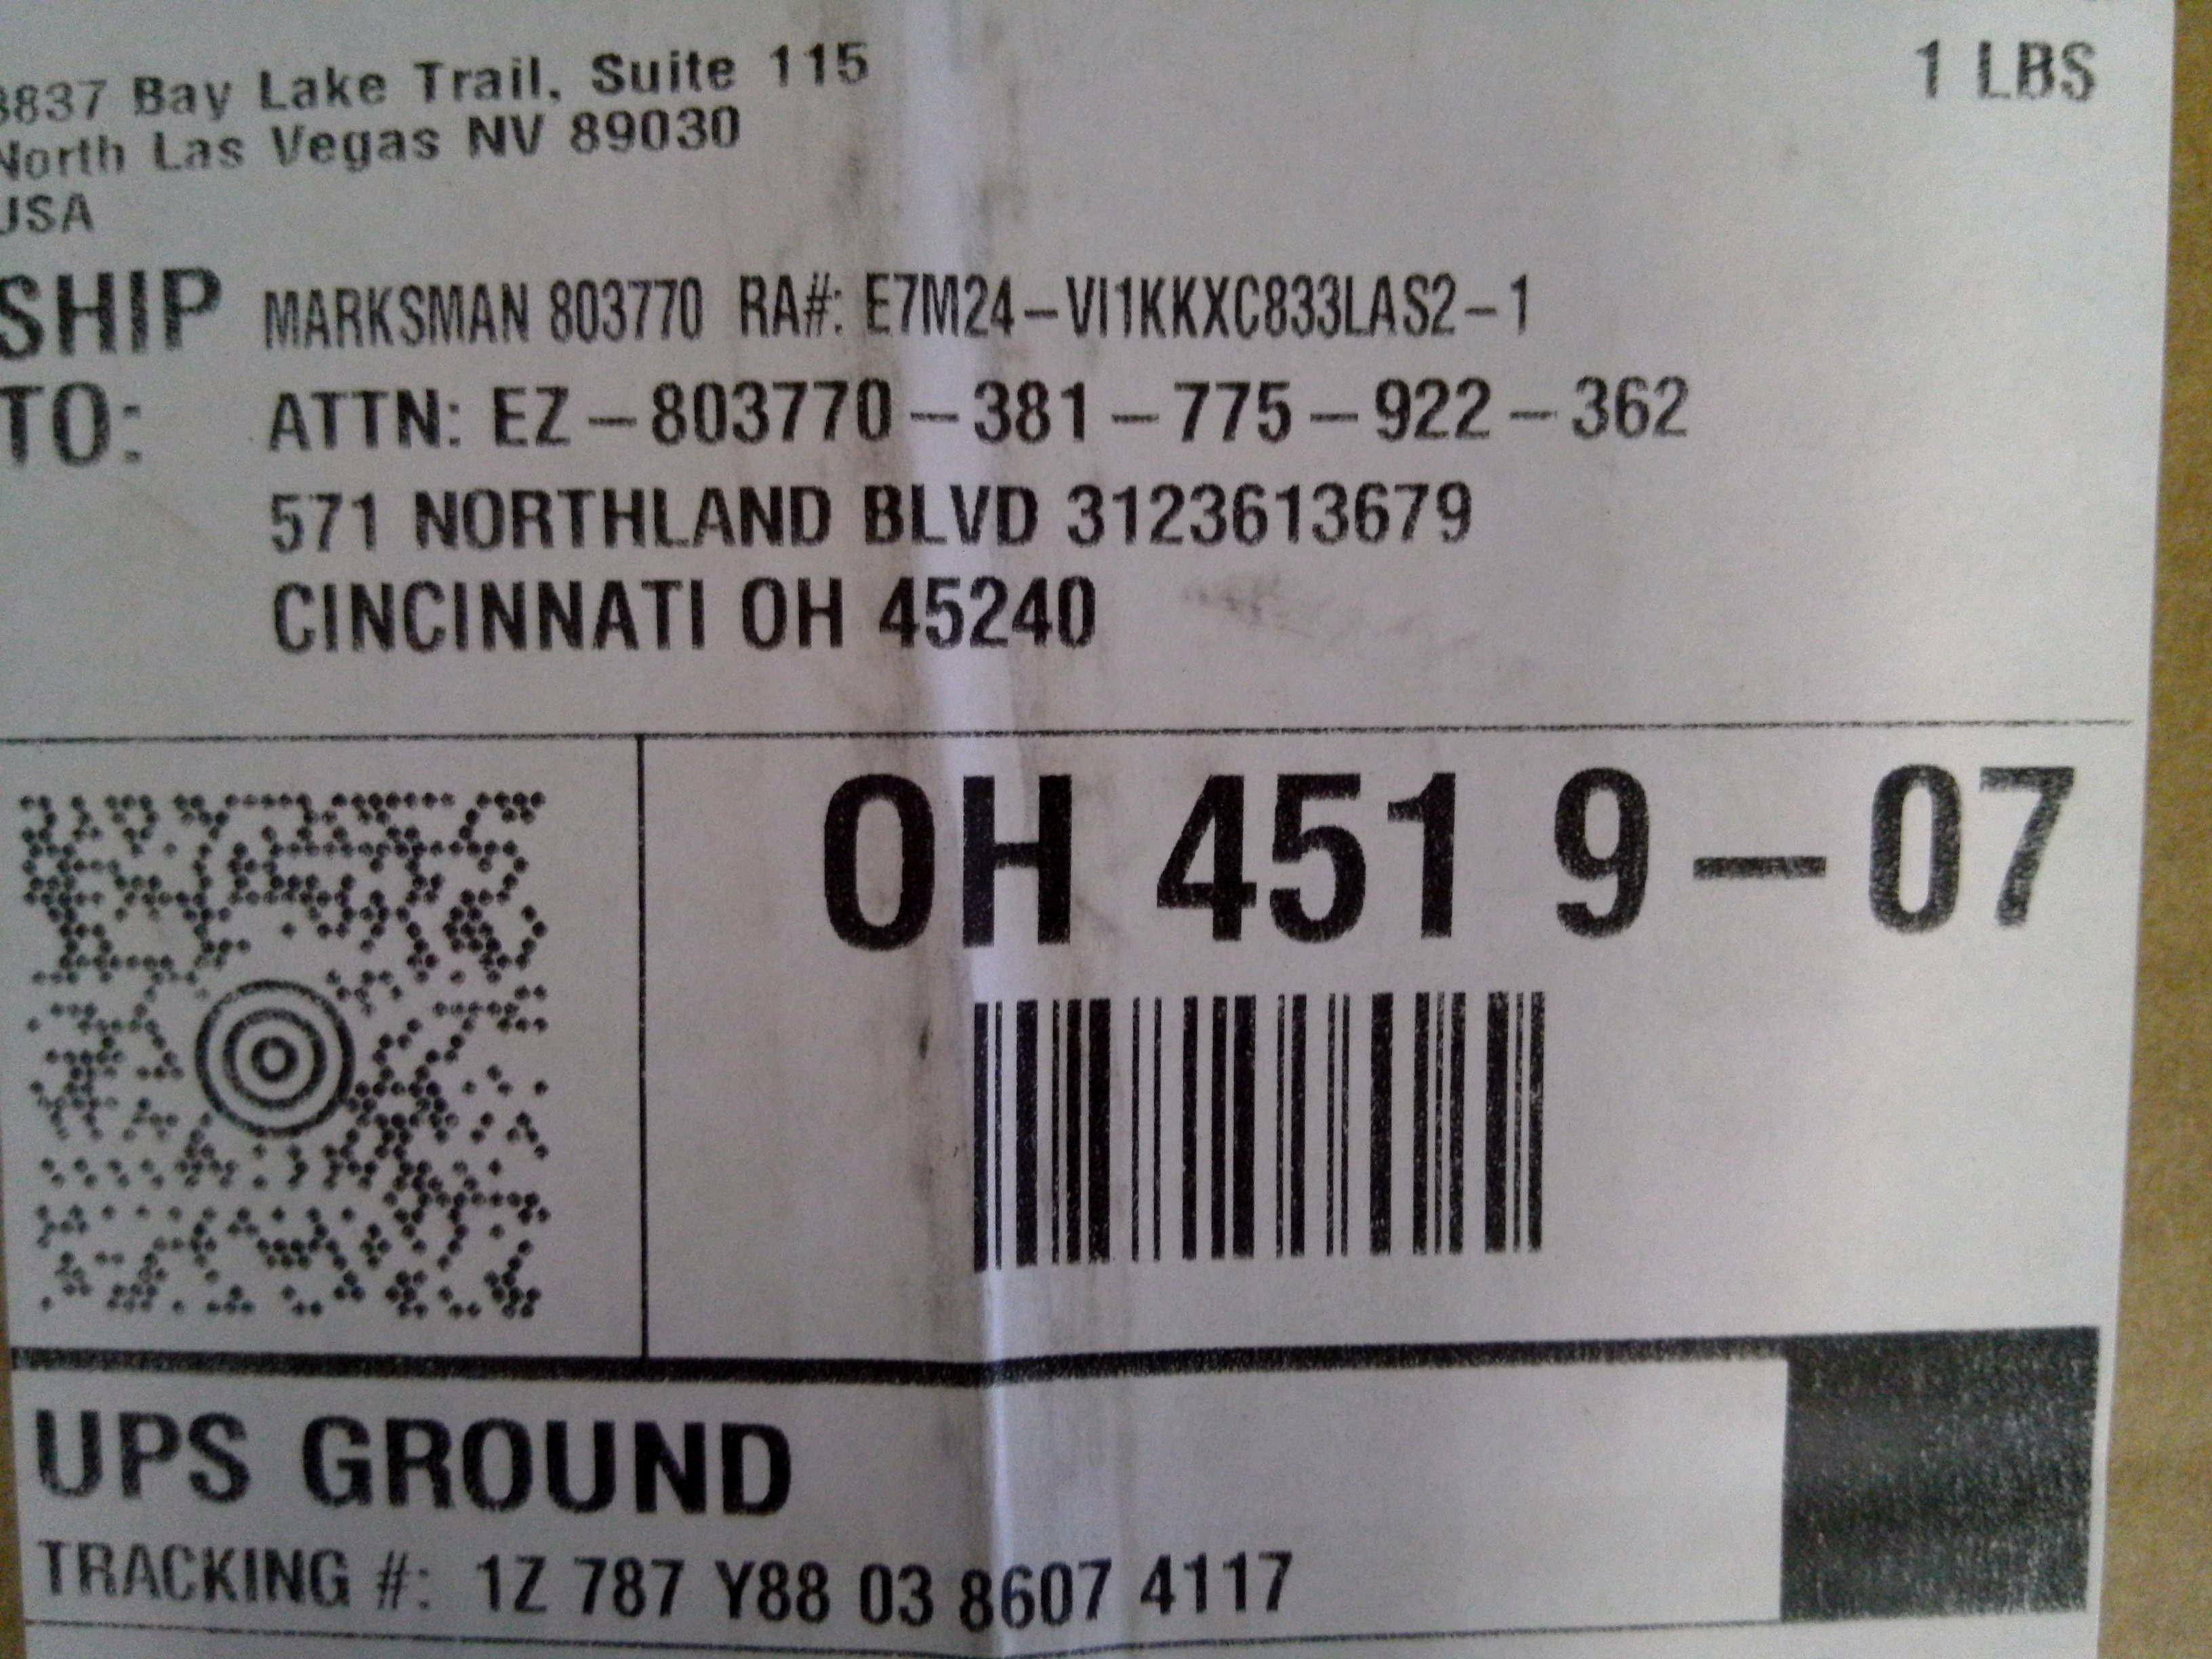 3837 Bay Lake Trail, Suite 115
North Las Vegas NV 89030
USA
1 LBS
SHIP TO:
MARKSMAN 803770 RA#: E7M24-VI1KKXC833LAS2-1
ATTN: EZ-803770-381-775-922-362
571 NORTHLAND BLVD 3123613679
CINCINNATI OH 45240
OH 451 9-07
UPS GROUND
TRACKING #: 1Z 787 Y88 03 8607 4117